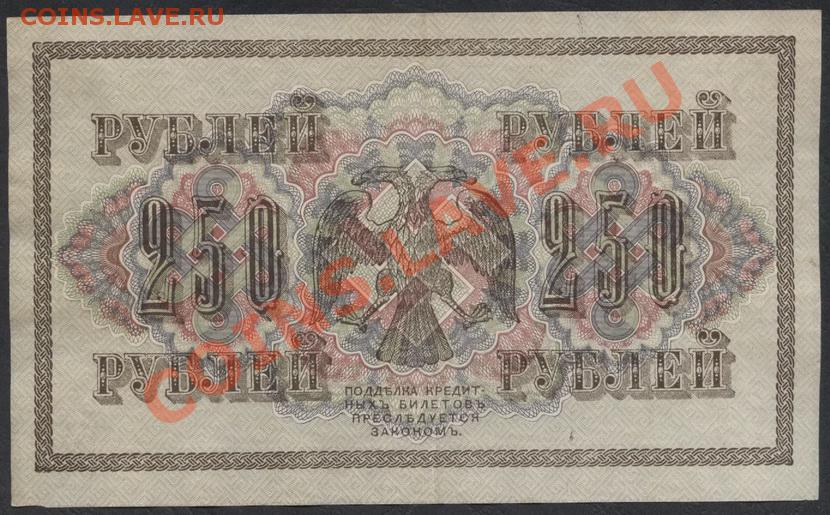 COINS.LAVE.RU
РУБЛЕЙ РУБЛЕЙ
250 250
COINS.LAVE.RU
РУБЛЕЙ РУБЛЕЙ
ПОДДѢЛКА КРЕДИТ-
НЫХЪ БИЛЕТОВЪ
ПРЕСЛѢДУЕТСЯ
ЗАКОНОМЪ.